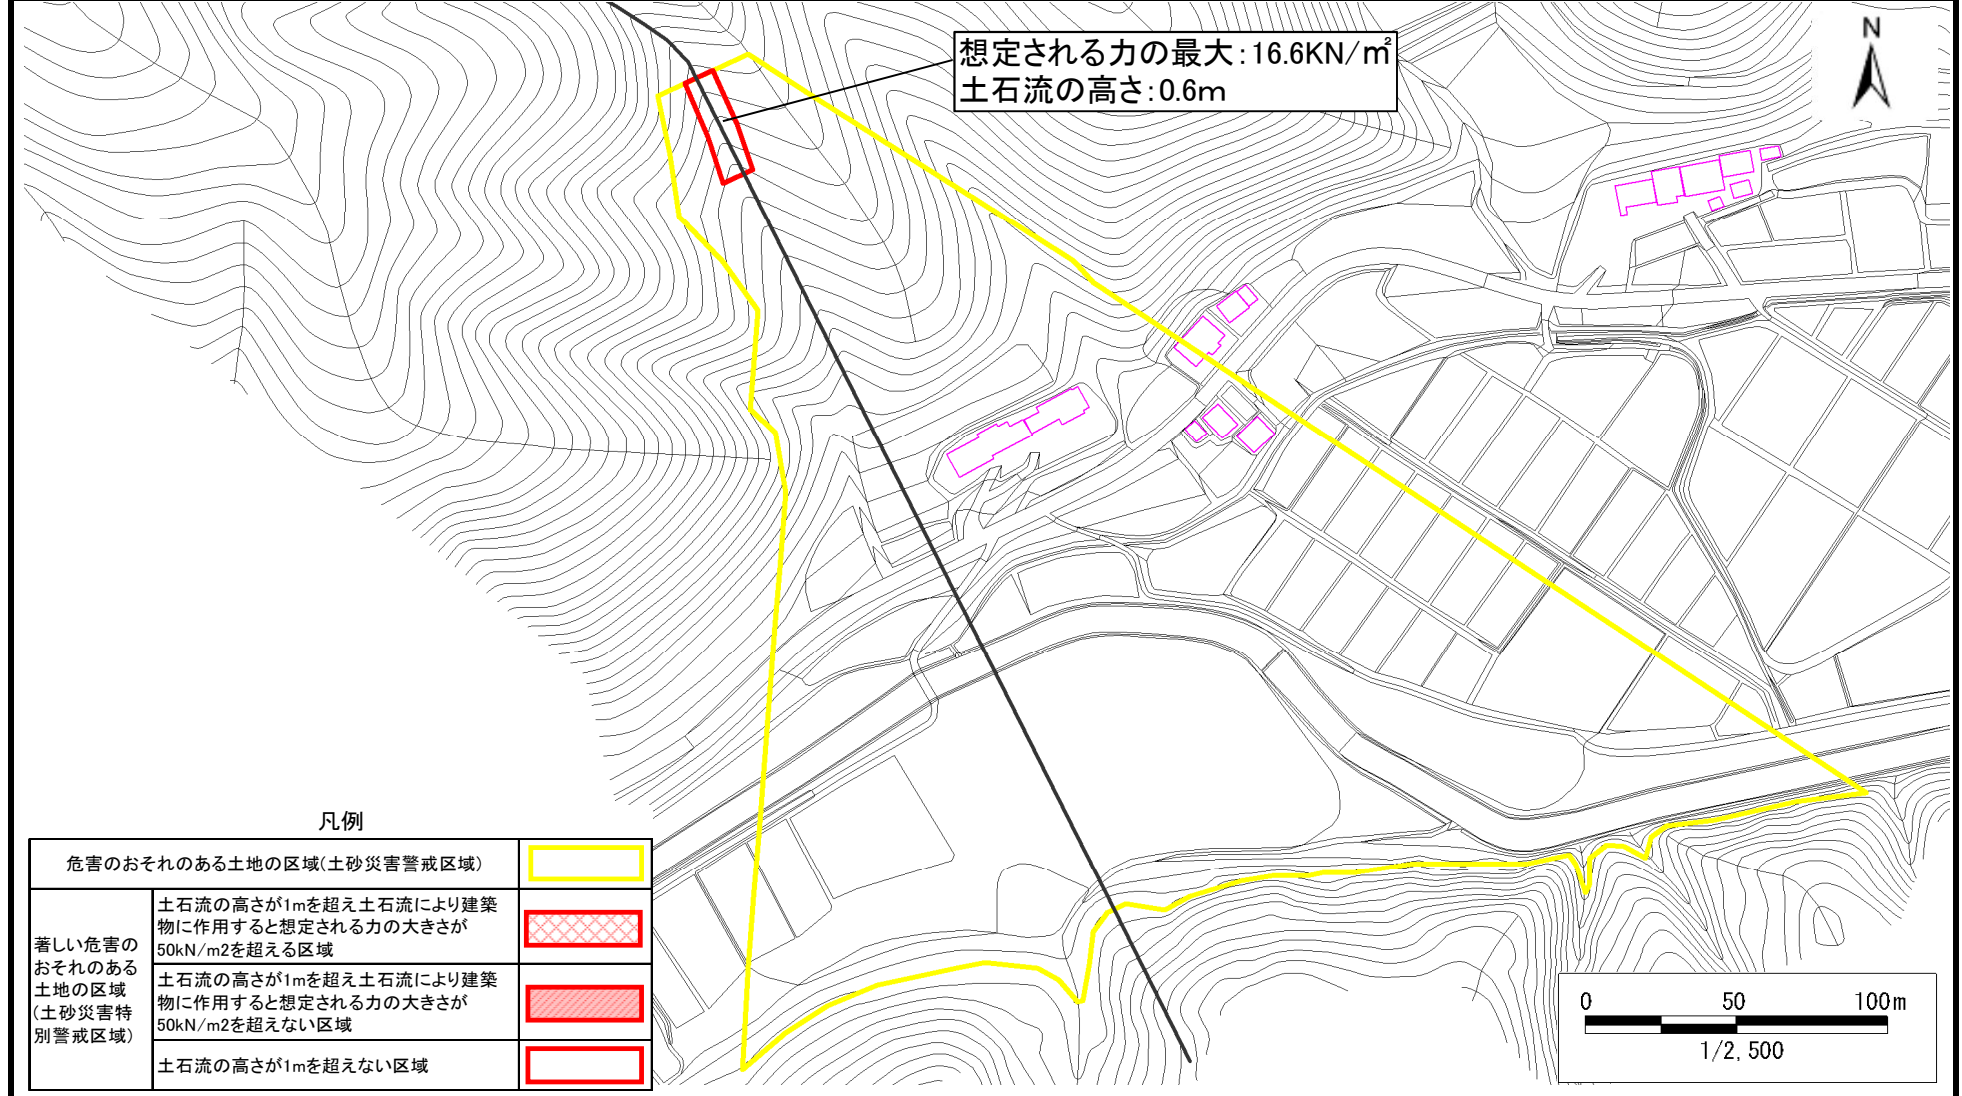 想定される力の最大:16.6KN/㎡
土石流の高さ:0.6m
N
凡例
危害のおそれのある土地の区域(土砂災害警戒区域)
著しい危害の
おそれのある
土地の区域
(土砂災害特
別警戒区域)
土石流の高さが1mを超え土石流により建築
物に作用すると想定される力の大きさが
50kN/m2を超える区域
土石流の高さが1mを超え土石流により建築
物に作用すると想定される力の大きさが
50kN/m2を超えない区域
土石流の高さが1mを超えない区域
0 50 100m
1/2,500